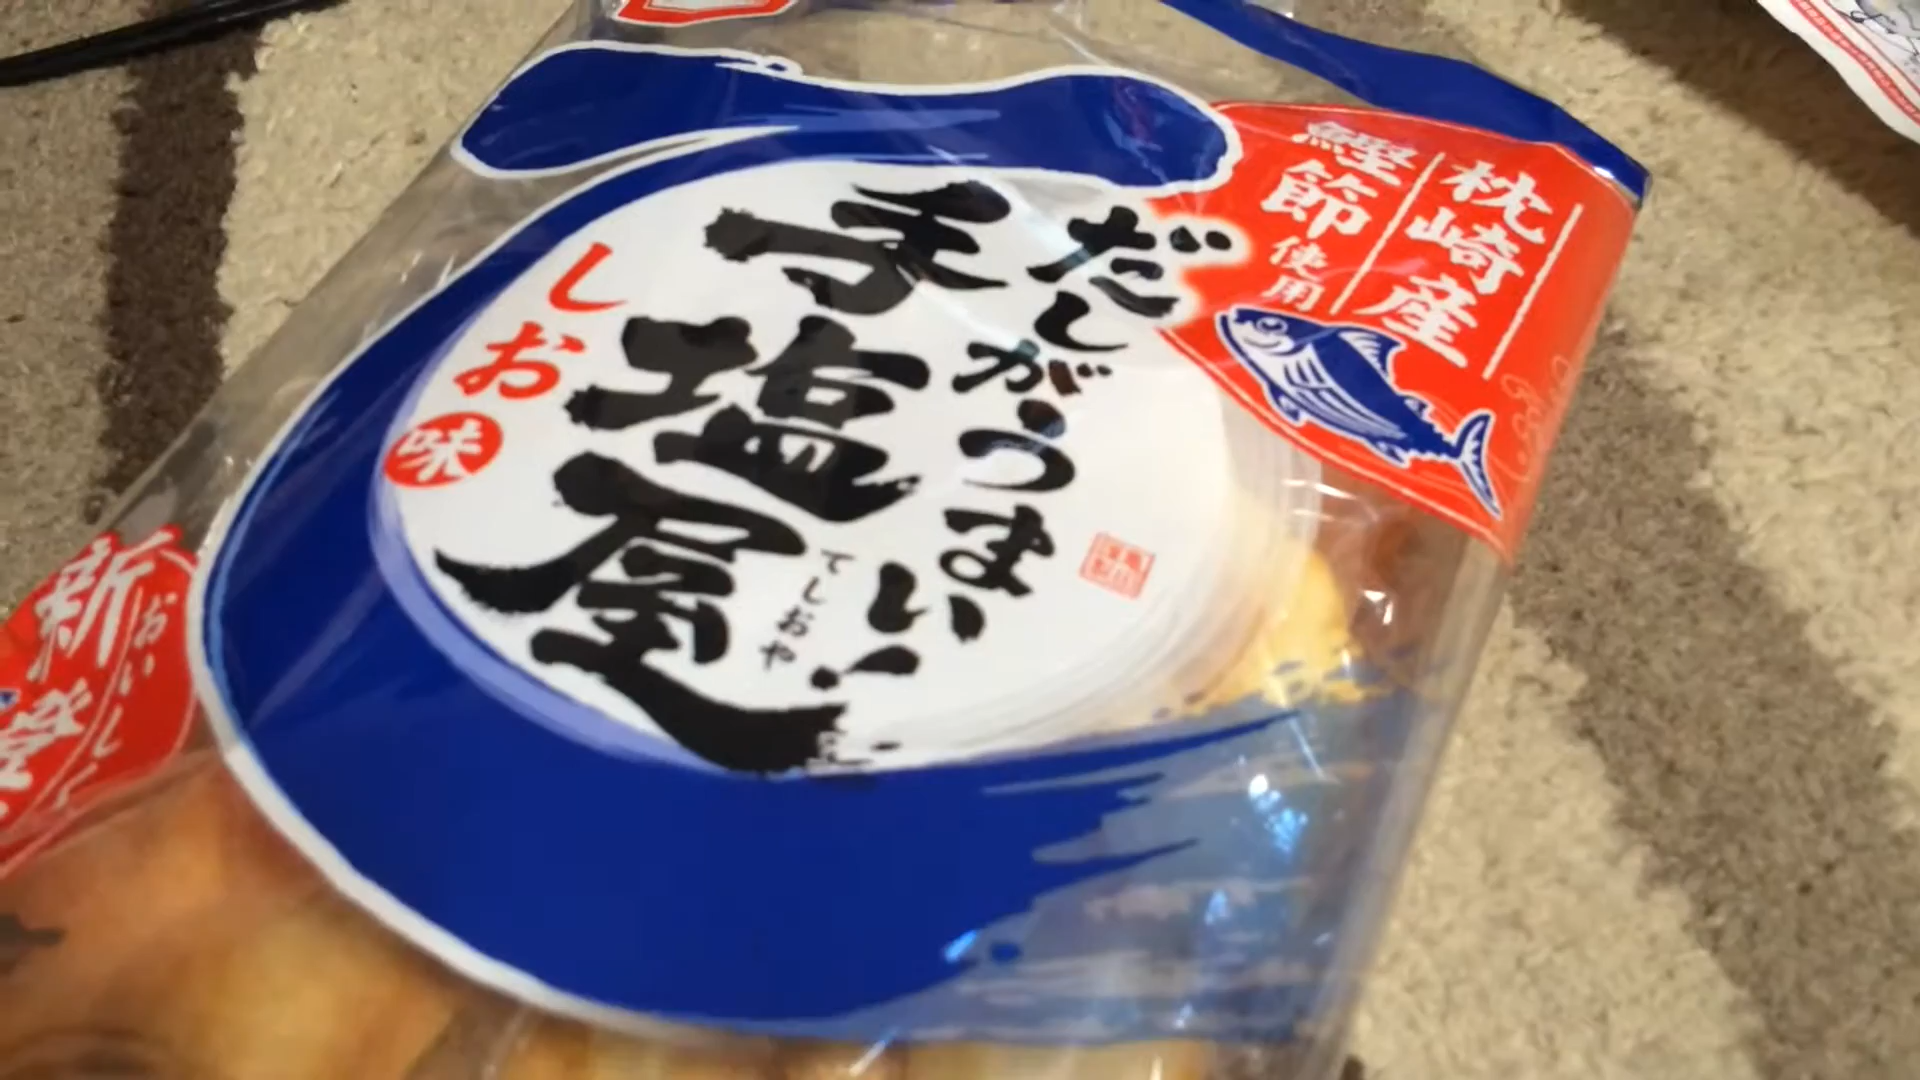 枕崎産
鰹節使用
だしがうまい!
手塩屋
てしおや
しお味
おいしく
新登